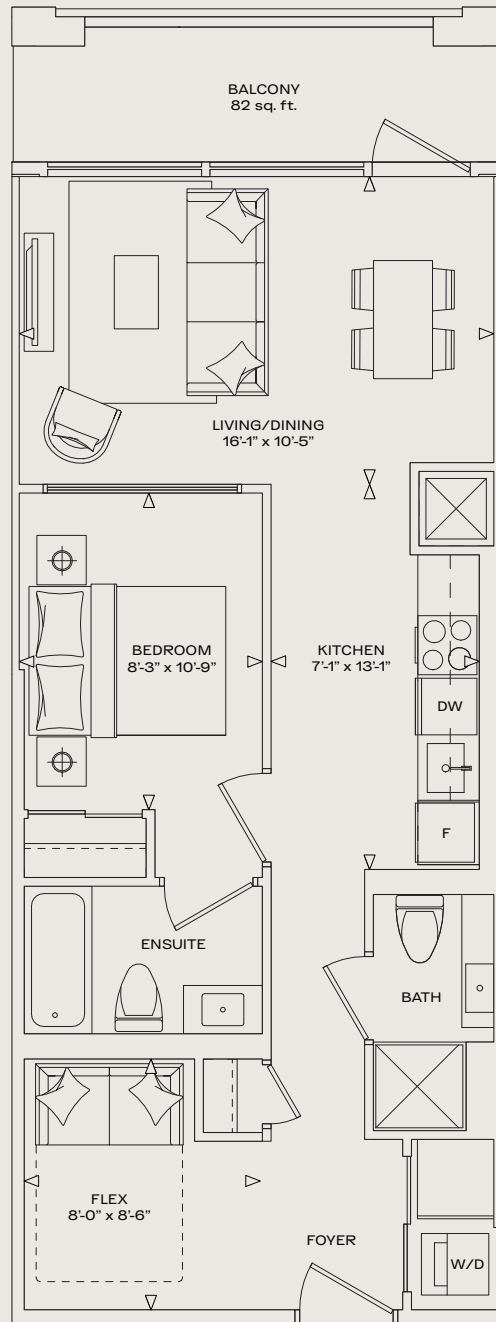 BALCONY
82 sq. ft.
LIVING/DINING
16'-1" x 10'-5"
BEDROOM
8'-3" x 10'-9"
KITCHEN
7'-1" x 13'-1"
DW
F
ENSUITE
BATH
FLEX
8'-0" x 8'-6"
FOYER
W/D